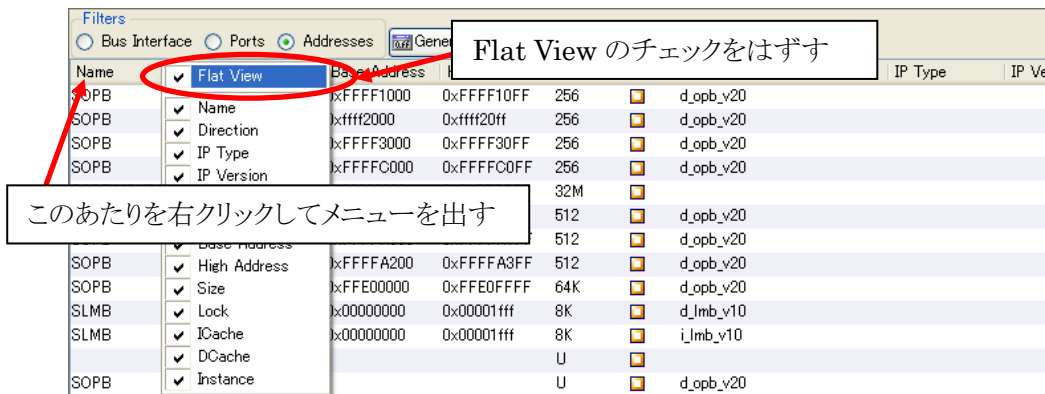 Filters
Bus Interface Ports Addresses Gener
Flat View のチェックをはずす
Name Base Address IP Type IP Ve
Flat View
SOPB 0xFFFF1000 0xFFFF10FF 256 d_opb_v20
Name
SOPB 0xffff2000 0xffff20ff 256 d_opb_v20
Direction
SOPB 0xFFFF3000 0xFFFF30FF 256 d_opb_v20
IP Type
SOPB 0xFFFFC000 0xFFFFC0FF 256 d_opb_v20
IP Version
32M
このあたりを右クリックしてメニューを出す
512 d_opb_v20
Base Address
512 d_opb_v20
SOPB 0xFFFFA200 0xFFFFA3FF 512 d_opb_v20
High Address
SOPB 0xFFE00000 0xFFE0FFFF 64K d_opb_v20
Size
SLMB 0x00000000 0x00001fff 8K d_lmb_v10
Lock
SLMB 0x00000000 0x00001fff 8K i_lmb_v10
ICache
DCache
U
Instance
SOPB U d_opb_v20